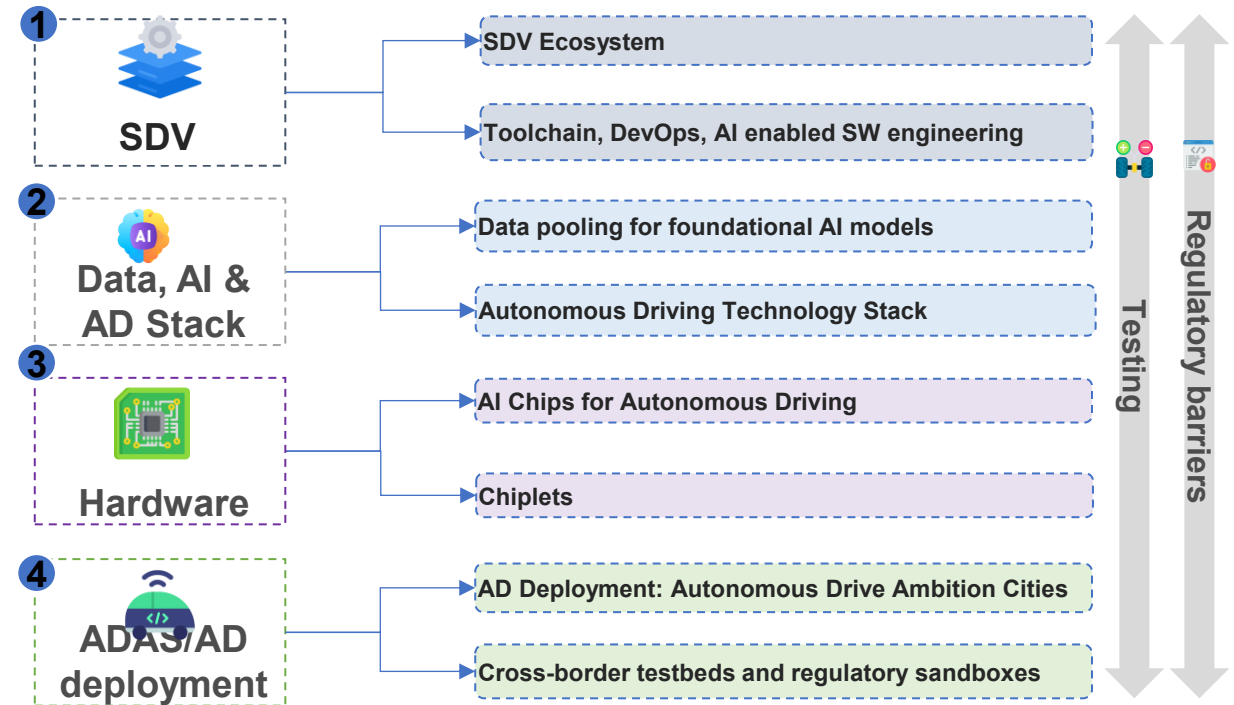 1
SDV
SDV Ecosystem
Toolchain, DevOps, AI enabled SW engineering
2
AI
Data, AI &
AD Stack
Data pooling for foundational AI models
Autonomous Driving Technology Stack
3
Hardware
AI Chips for Autonomous Driving
Chiplets
4
</>
ADAS/AD
deployment
AD Deployment: Autonomous Drive Ambition Cities
Cross-border testbeds and regulatory sandboxes
Testing
Regulatory barriers